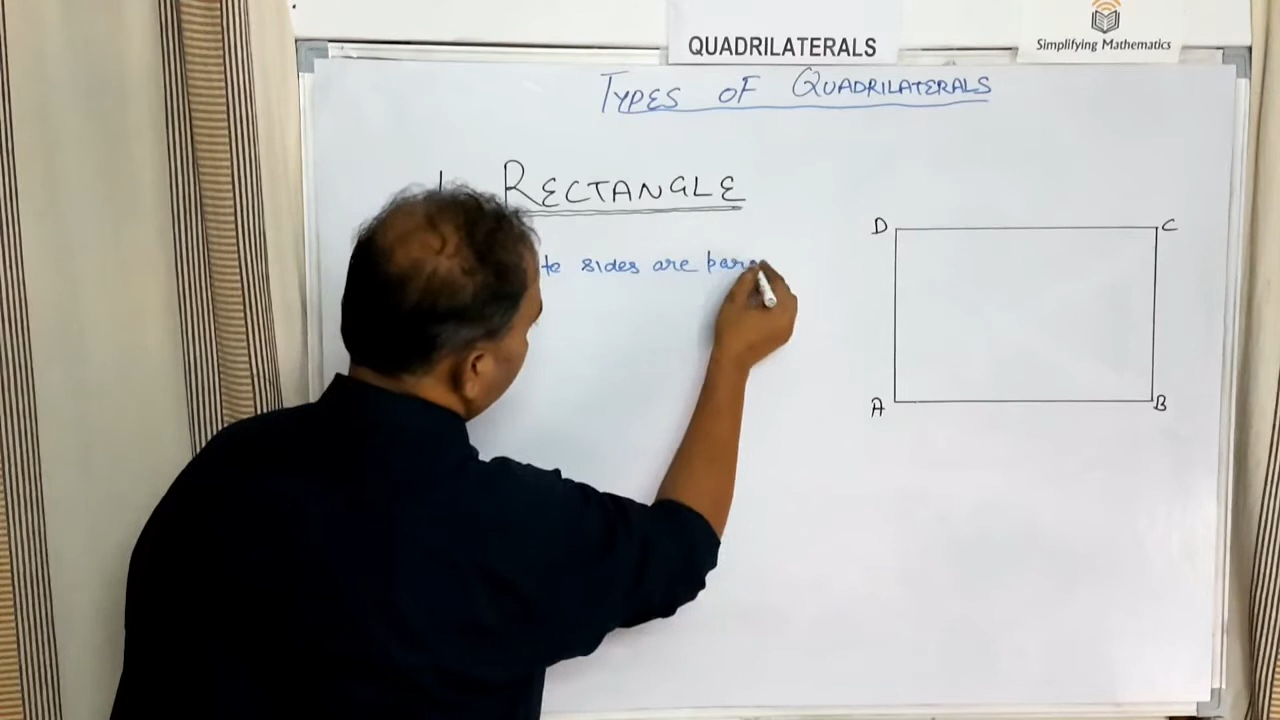 QUADRILATERALS
Simplifying Mathematics
TYPES OF QUADRILATERALS
RECTANGLE
sides are
D
C
A
B